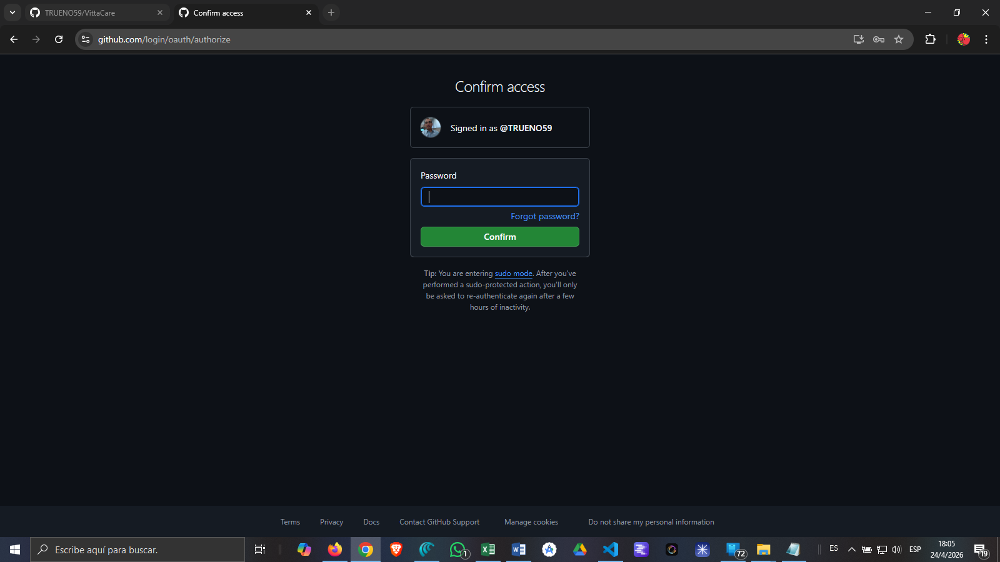 TRUENO59/VittaCare
Confirm access
github.com/login/oauth/authorize
Confirm access
Signed in as @TRUENO59
Password
Forgot password?
Confirm
Tip: You are entering sudo mode. After you've
performed a sudo-protected action, you'll only
be asked to re-authenticate again after a few
hours of inactivity.
Terms
Privacy
Docs
Contact GitHub Support
Manage cookies
Do not share my personal information
Escribe aquí para buscar.
1
72
ES
ESP
18:05
24/4/2026
19